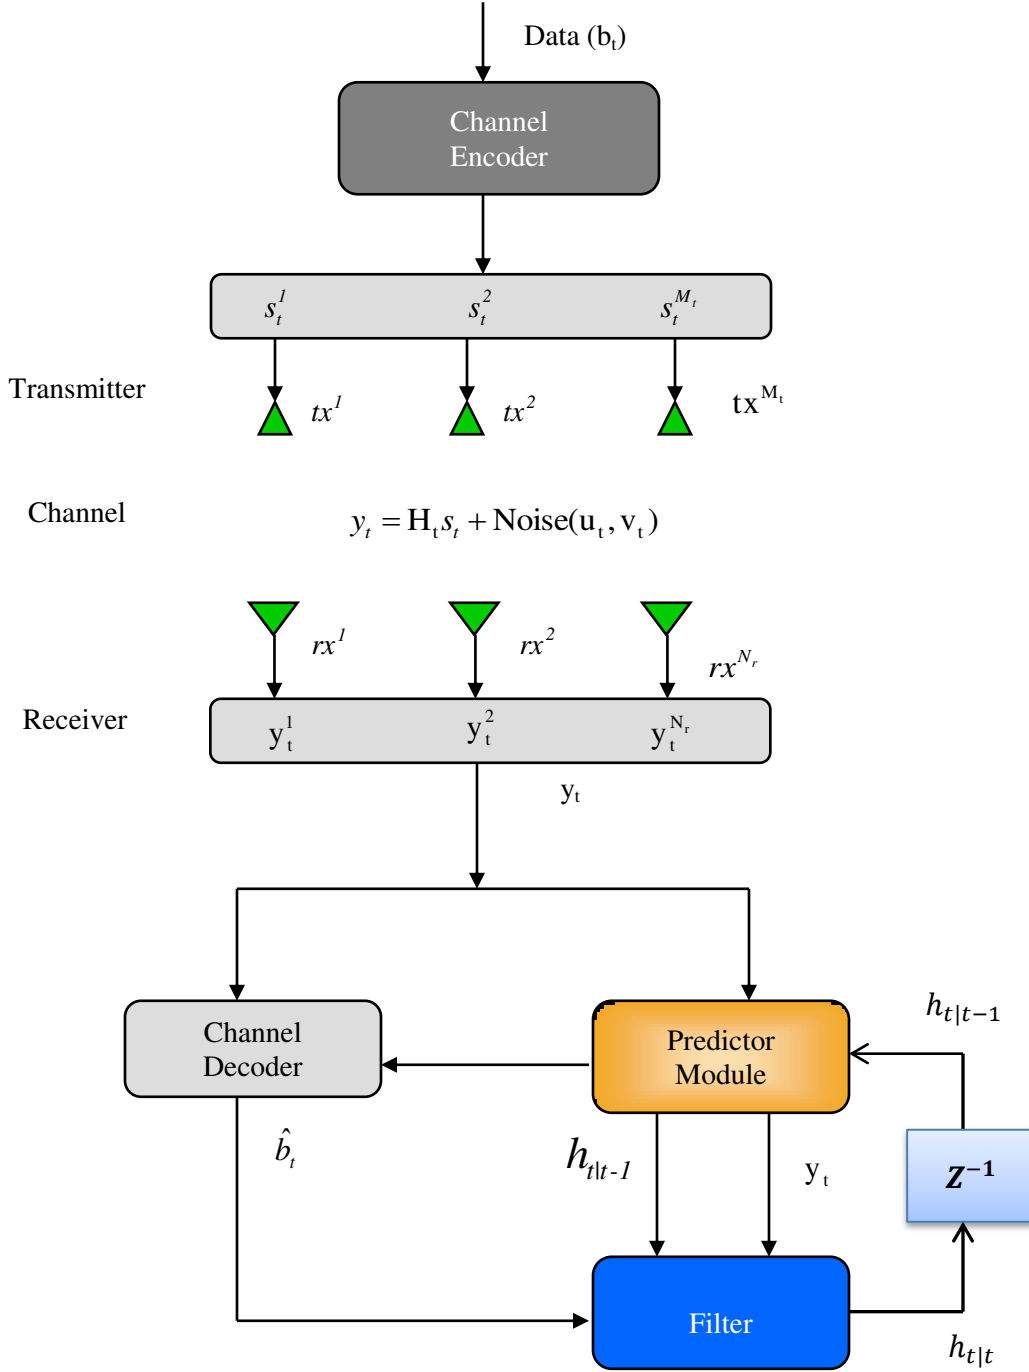 Data (b_t)
Channel
Encoder
s_t^1 s_t^2 s_t^{M_t}
Transmitter tx^1 tx^2 tx^{M_t}
Channel y_t = H_t s_t + Noise(u_t, v_t)
rx^1 rx^2 rx^{N_r}
Receiver y_t^1 y_t^2 y_t^{N_r}
y_t
Channel
Decoder
Predictor
Module
h_{t|t−1}
\hat{b}_t h_{t|t-1} y_t
Z^{−1}
Filter
h_{t|t}